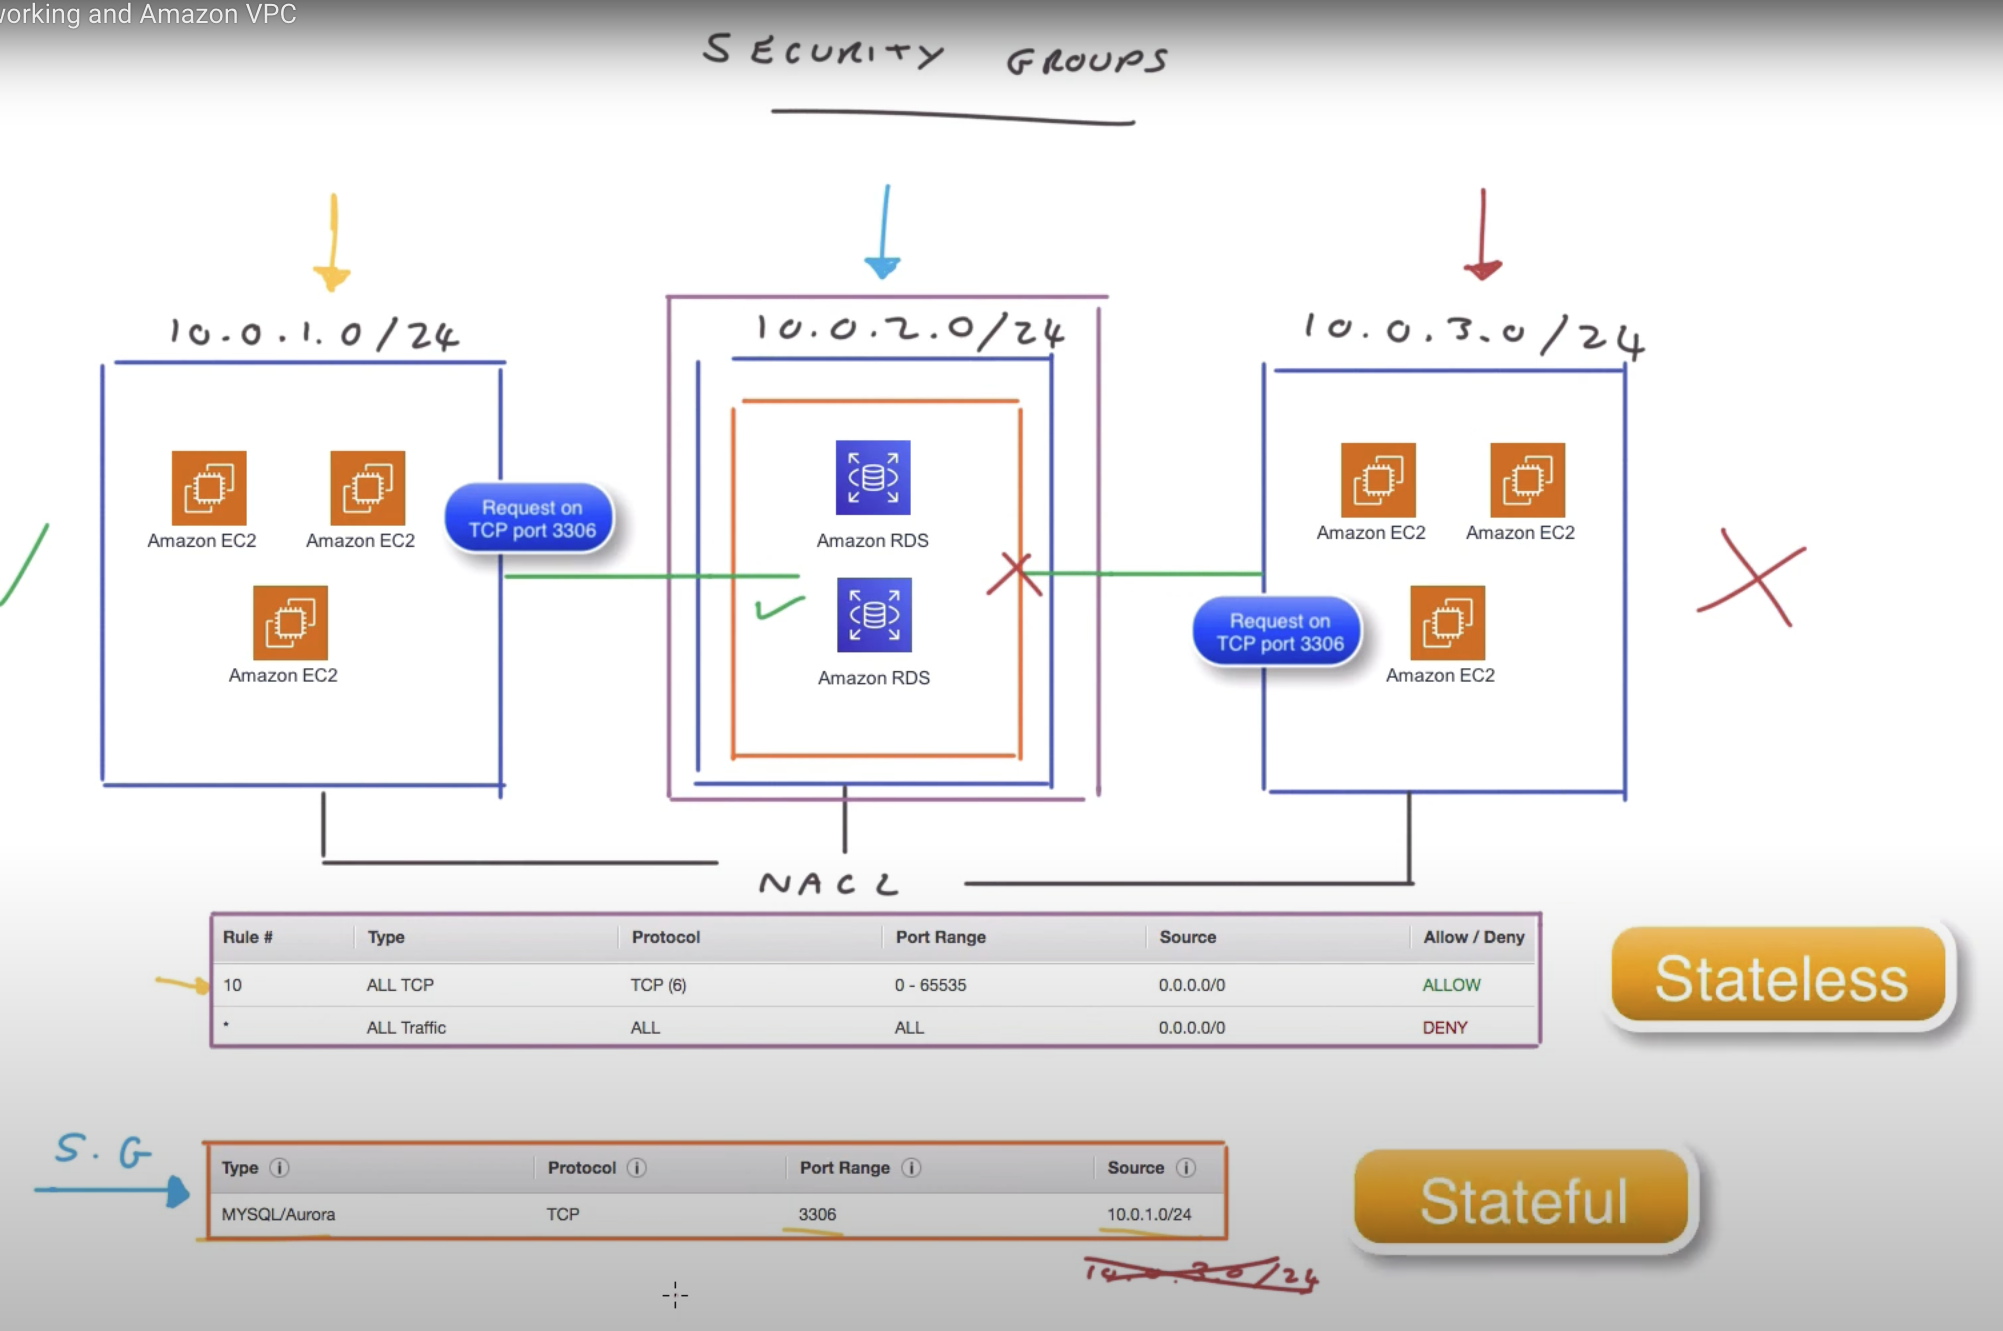 orking and Amazon VPC
SECURITY GROUPS
10.0.1.0/24
10.0.2.0/24
10.0.3.0/24
Amazon EC2
Amazon EC2
Amazon EC2
Request on
TCP port 3306
Amazon RDS
Amazon RDS
Request on
TCP port 3306
Amazon EC2
Amazon EC2
Amazon EC2
NACL
Rule # Type Protocol Port Range Source Allow / Deny
10 ALL TCP TCP (6) 0 - 65535 0.0.0.0/0 ALLOW
* ALL Traffic ALL ALL 0.0.0.0/0 DENY
Stateless
S.G
Type i Protocol i Port Range i Source i
MYSQL/Aurora TCP 3306 10.0.1.0/24
Stateful
10.0.3.0/24